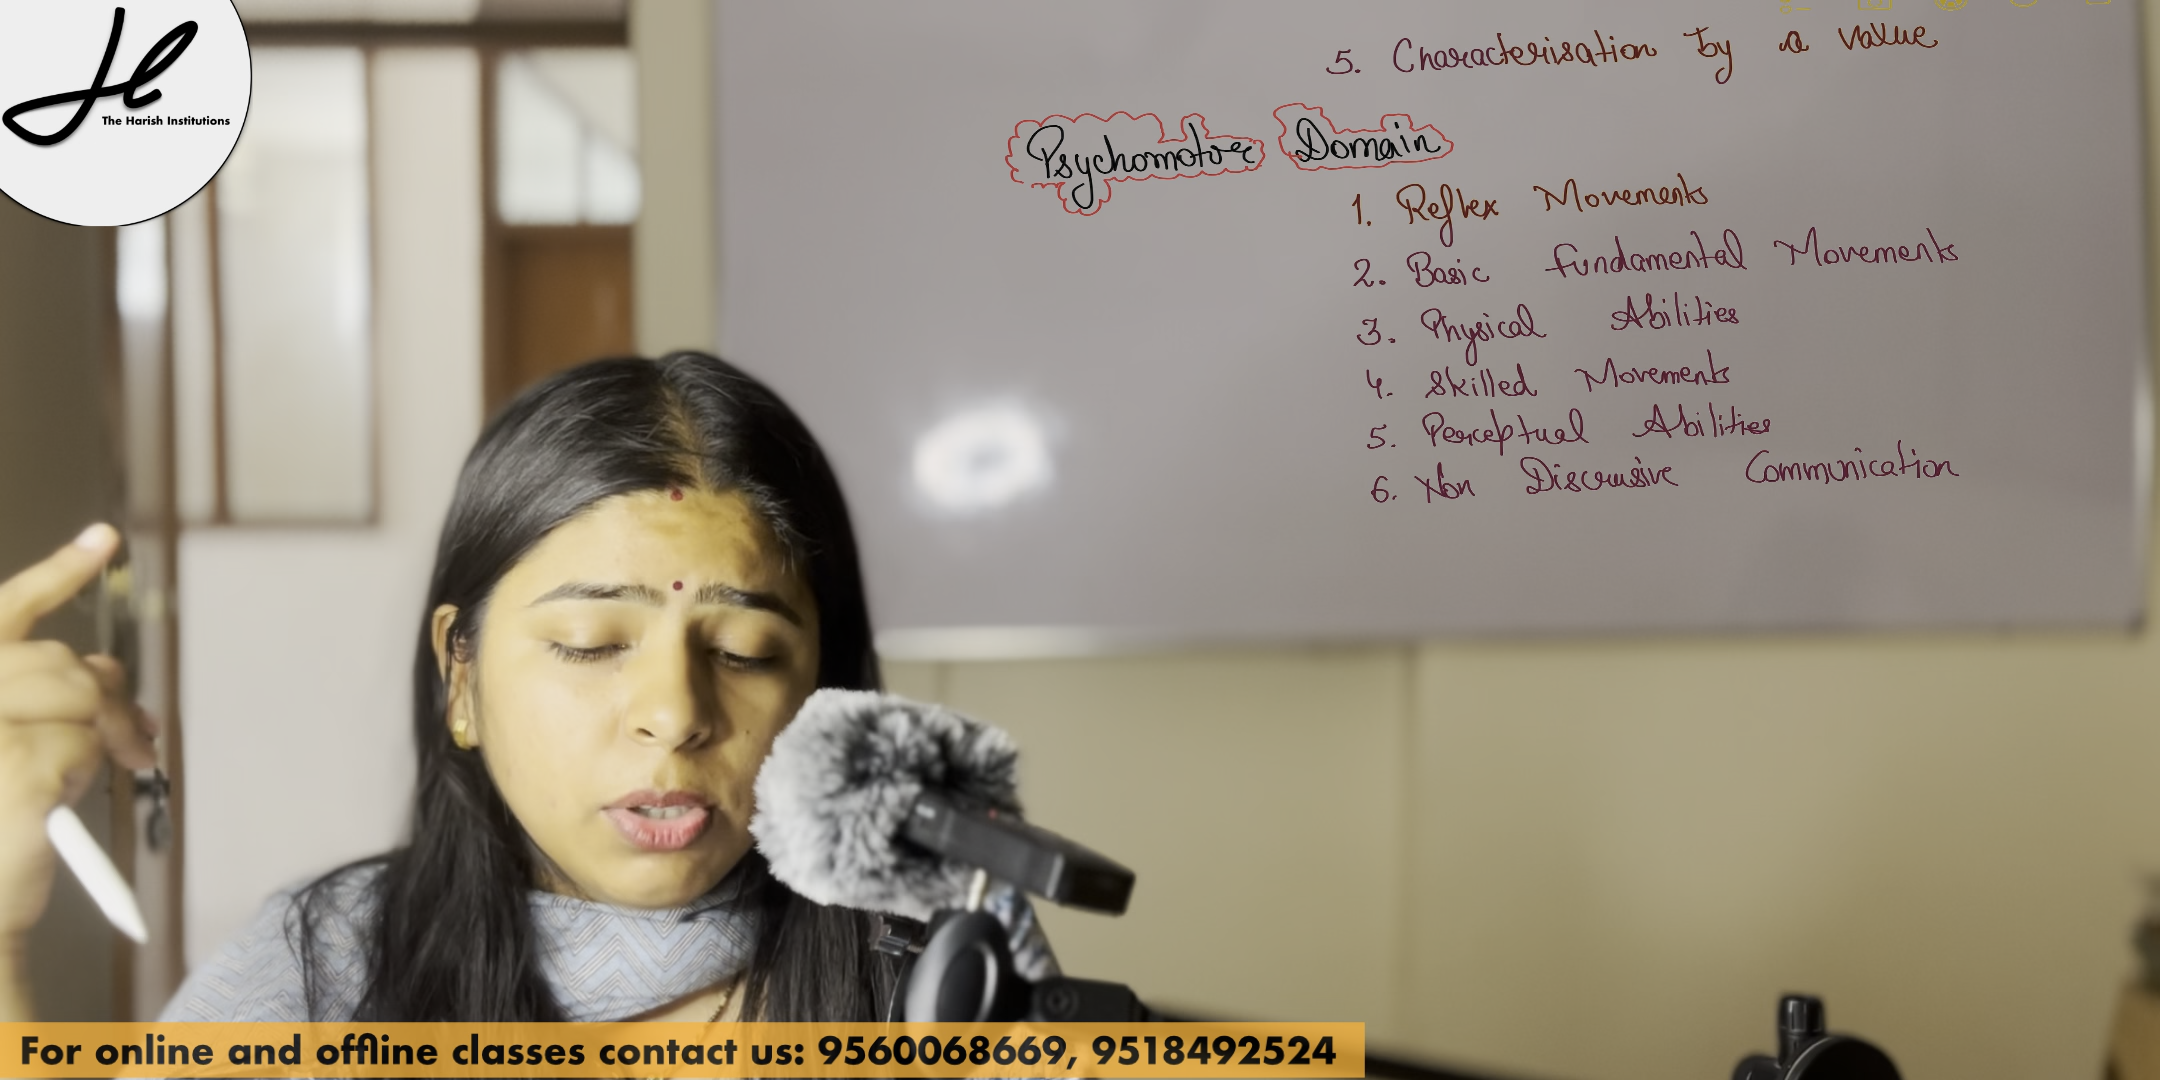 The Harish Institutions
5. Characterisation by a value
Psychomotor Domain
1. Reflex Movements
2. Basic fundamental Movements
3. Physical Abilities
4. Skilled Movements
5. Perceptual Abilities
6. Non Discursive Communication
For online and offline classes contact us: 9560068669, 9518492524